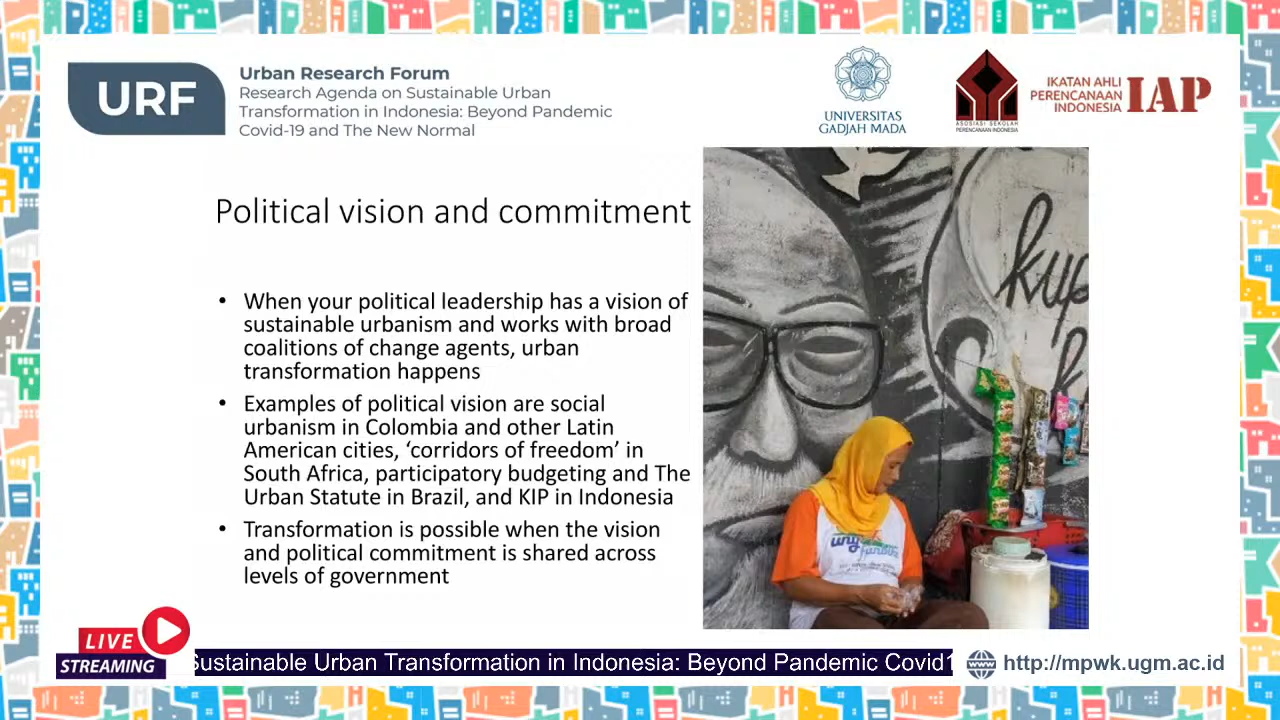 URF
Urban Research Forum
Research Agenda on Sustainable Urban
Transformation in Indonesia: Beyond Pandemic
Covid-19 and The New Normal
UNIVERSITAS
GADJAH MADA
ASOSIASI SEKOLAH
PERENCANAAN INDONESIA
IKATAN AHLI
PERENCANAAN
INDONESIA
IAP
Political vision and commitment
• When your political leadership has a vision of
sustainable urbanism and works with broad
coalitions of change agents, urban
transformation happens
• Examples of political vision are social
urbanism in Colombia and other Latin
American cities, ‘corridors of freedom’ in
South Africa, participatory budgeting and The
Urban Statute in Brazil, and KIP in Indonesia
• Transformation is possible when the vision
and political commitment is shared across
levels of government
kup
k
LIVE
STREAMING
Sustainable Urban Transformation in Indonesia: Beyond Pandemic Covid1
http://mpwk.ugm.ac.id